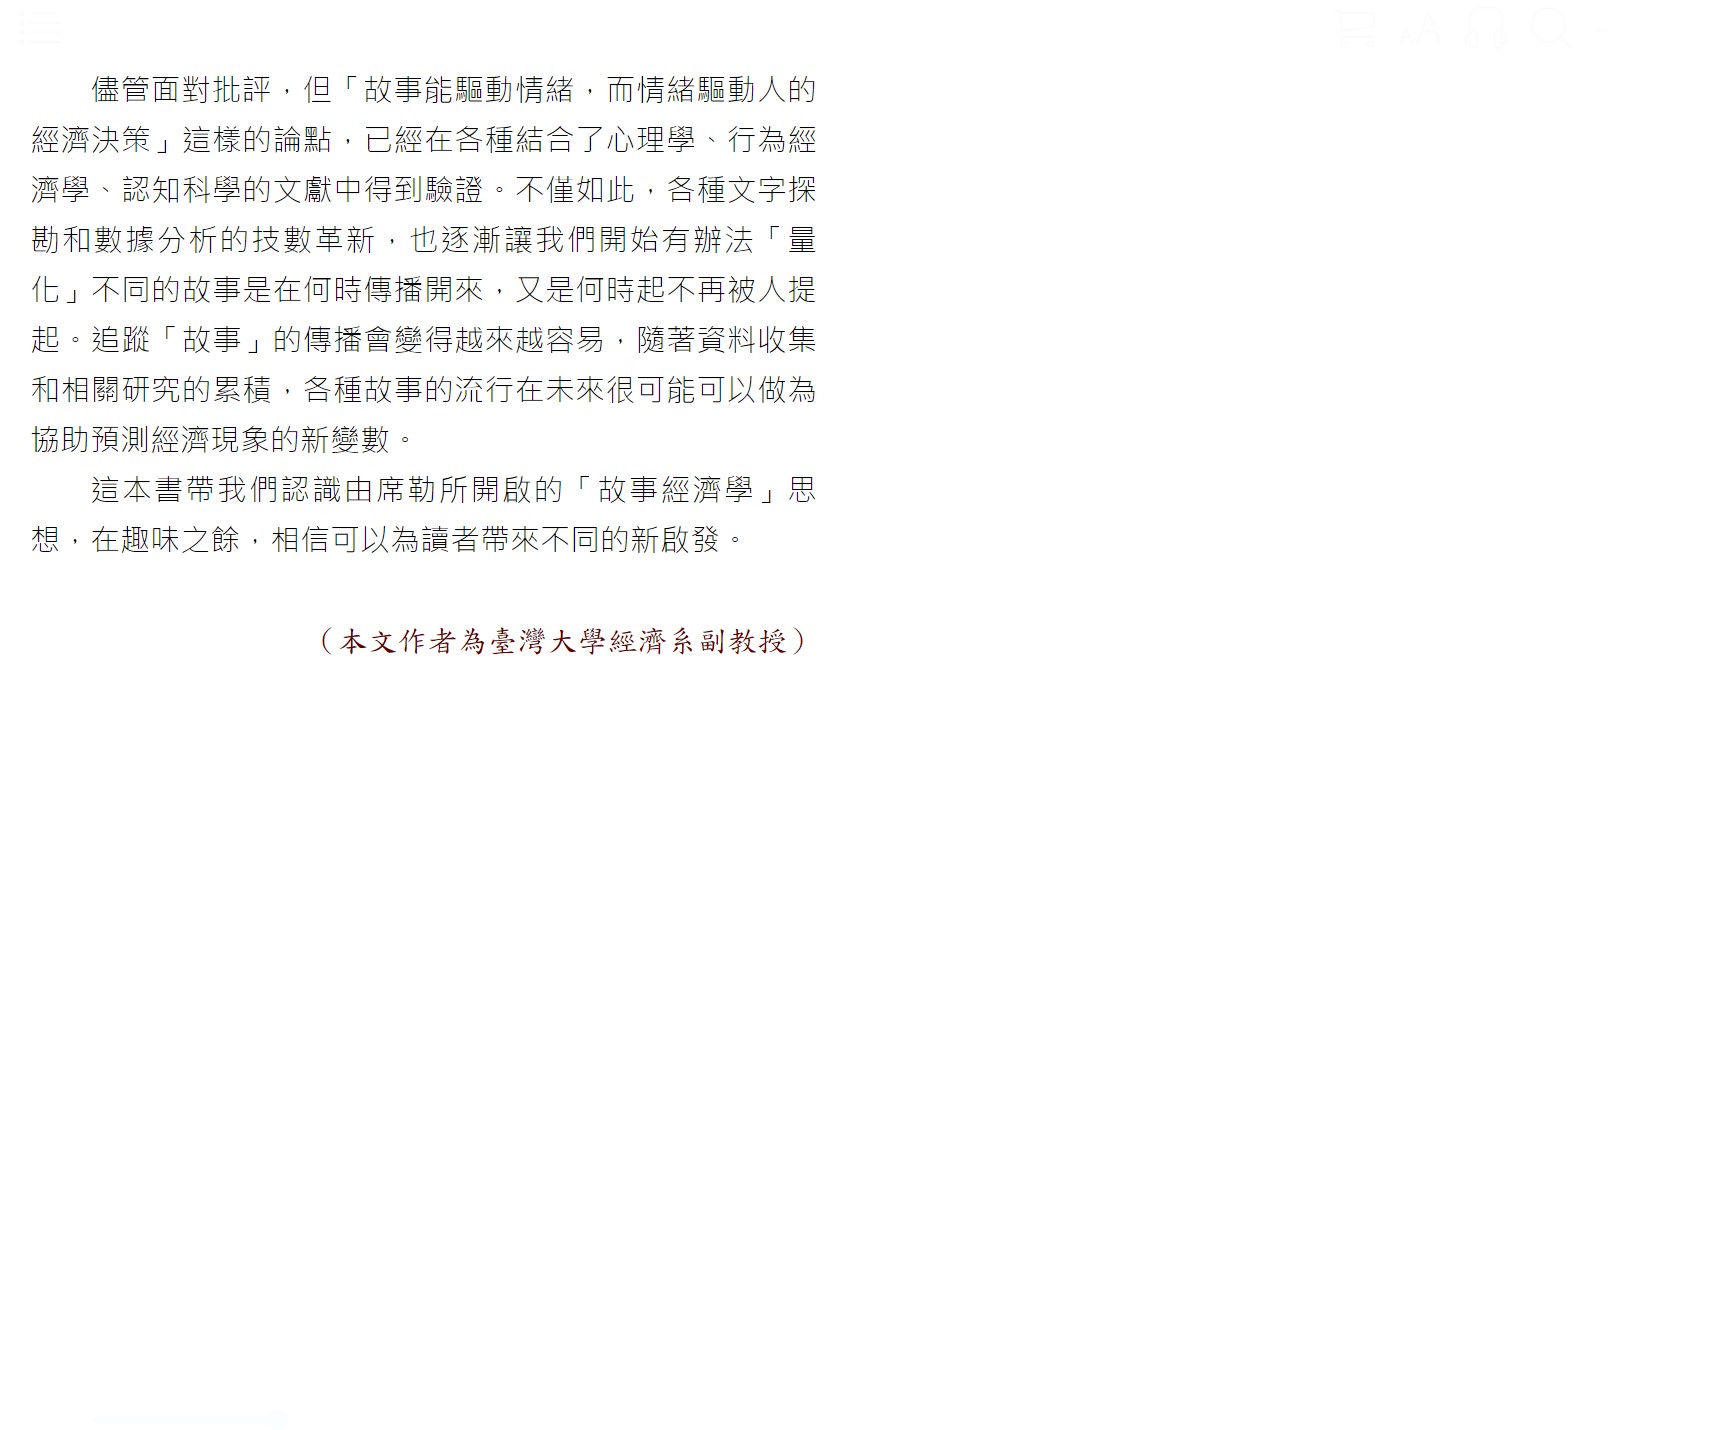 儘管面對批評，但「故事能驅動情緒，而情緒驅動人的
經濟決策」這樣的論點，已經在各種結合了心理學、行為經
濟學、認知科學的文獻中得到驗證。不僅如此，各種文字探
勘和數據分析的技數革新，也逐漸讓我們開始有辦法「量
化」不同的故事是在何時傳播開來，又是何時起不再被人提
起。追蹤「故事」的傳播會變得越來越容易，隨著資料收集
和相關研究的累積，各種故事的流行在未來很可能可以做為
協助預測經濟現象的新變數。
這本書帶我們認識由席勒所開啟的「故事經濟學」思
想，在趣味之餘，相信可以為讀者帶來不同的新啟發。
（本文作者為臺灣大學經濟系副教授）